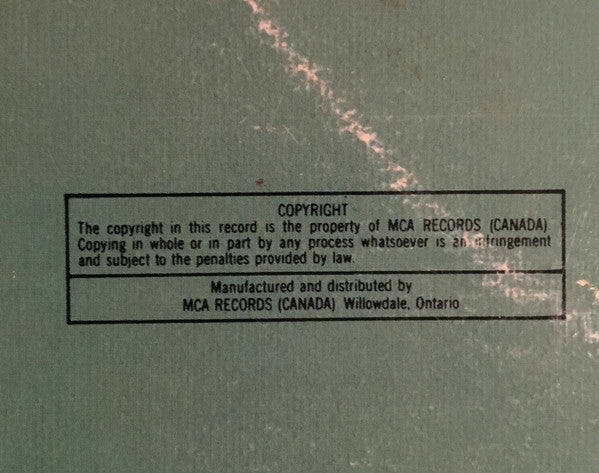 COPYRIGHT
The copyright in this record is the property of MCA RECORDS (CANADA)
Copying in whole or in part by any process whatsoever is an infringement
and subject to the penalties provided by law.
Manufactured and distributed by
MCA RECORDS (CANADA) Willowdale, Ontario